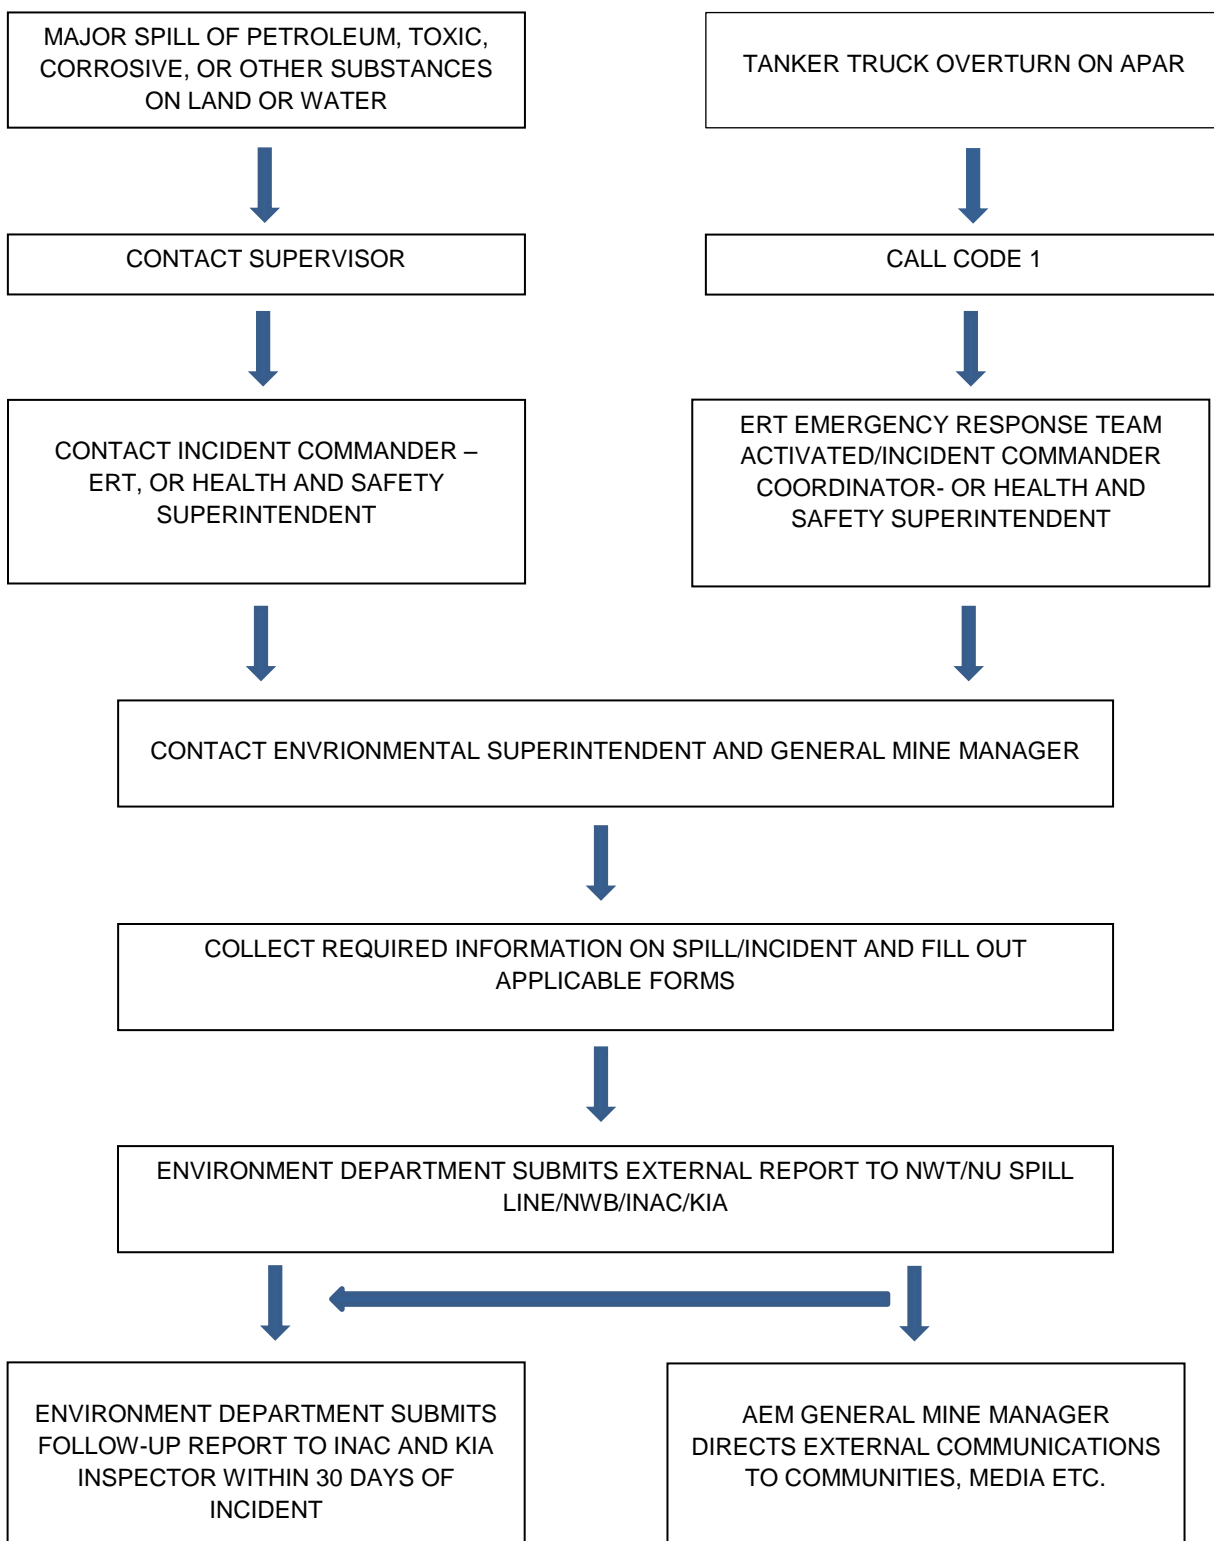 MAJOR SPILL OF PETROLEUM, TOXIC,
CORROSIVE, OR OTHER SUBSTANCES
ON LAND OR WATER
TANKER TRUCK OVERTURN ON APAR
CONTACT SUPERVISOR
CALL CODE 1
CONTACT INCIDENT COMMANDER –
ERT, OR HEALTH AND SAFETY
SUPERINTENDENT
ERT EMERGENCY RESPONSE TEAM
ACTIVATED/INCIDENT COMMANDER
COORDINATOR- OR HEALTH AND
SAFETY SUPERINTENDENT
CONTACT ENVRIONMENTAL SUPERINTENDENT AND GENERAL MINE MANAGER
COLLECT REQUIRED INFORMATION ON SPILL/INCIDENT AND FILL OUT
APPLICABLE FORMS
ENVIRONMENT DEPARTMENT SUBMITS EXTERNAL REPORT TO NWT/NU SPILL
LINE/NWB/INAC/KIA
ENVIRONMENT DEPARTMENT SUBMITS
FOLLOW-UP REPORT TO INAC AND KIA
INSPECTOR WITHIN 30 DAYS OF
INCIDENT
AEM GENERAL MINE MANAGER
DIRECTS EXTERNAL COMMUNICATIONS
TO COMMUNITIES, MEDIA ETC.